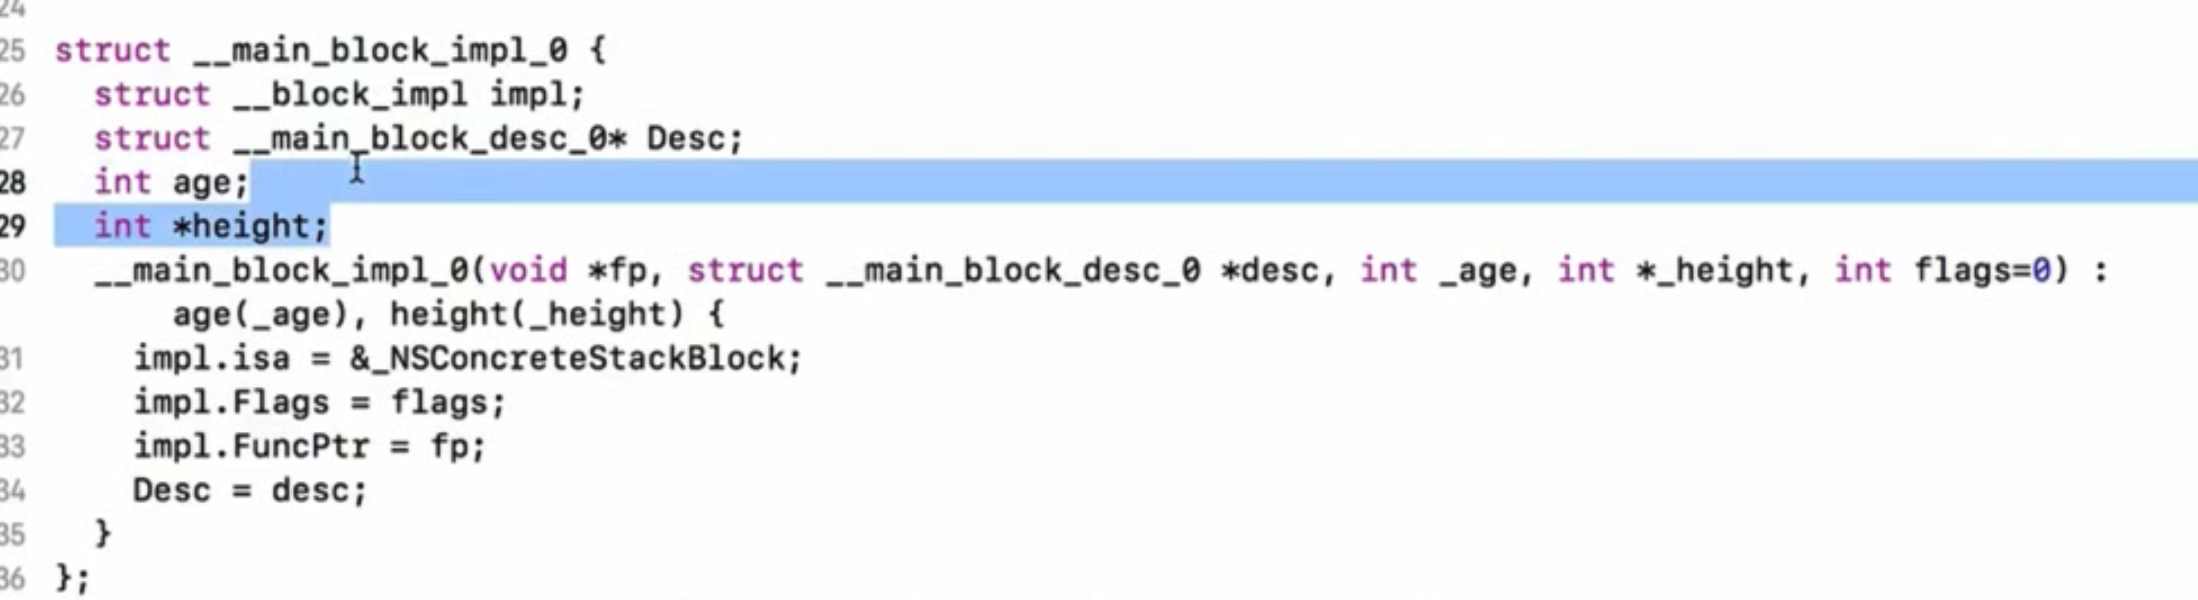 24
25 struct __main_block_impl_0 {
26   struct __block_impl impl;
27   struct __main_block_desc_0* Desc;
28   int age;
29   int *height;
30   __main_block_impl_0(void *fp, struct __main_block_desc_0 *desc, int _age, int *_height, int flags=0) :
      age(_age), height(_height) {
31     impl.isa = &_NSConcreteStackBlock;
32     impl.Flags = flags;
33     impl.FuncPtr = fp;
34     Desc = desc;
35   }
36 };